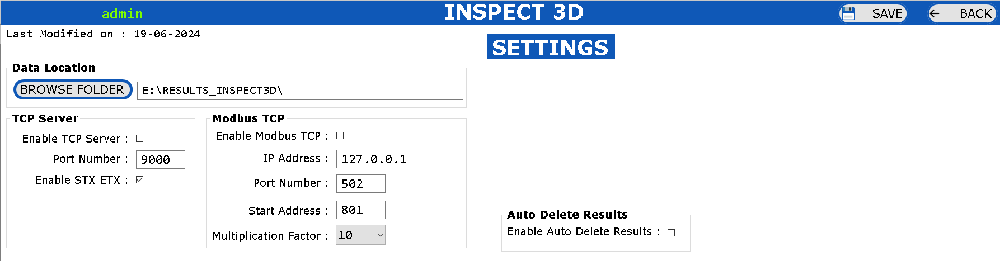 admin
INSPECT 3D
SAVE
BACK
Last Modified on : 19-06-2024
SETTINGS
Data Location
BROWSE FOLDER
E:\RESULTS_INSPECT3D\
TCP Server
Enable TCP Server :
Port Number : 9000
Enable STX ETX :
Modbus TCP
Enable Modbus TCP :
IP Address : 127.0.0.1
Port Number : 502
Start Address : 801
Multiplication Factor : 10
Auto Delete Results
Enable Auto Delete Results :